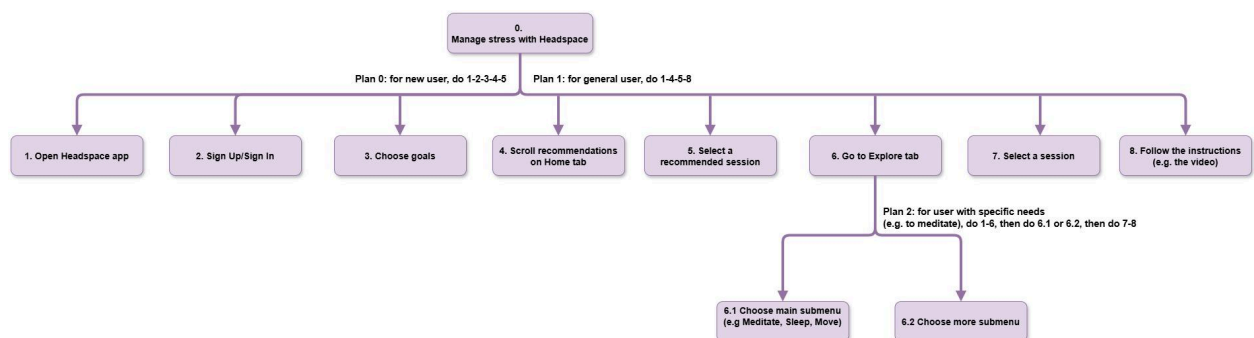 0.
Manage stress with Headspace
Plan 0: for new user, do 1-2-3-4-5
Plan 1: for general user, do 1-4-5-8
1. Open Headspace app
2. Sign Up/Sign In
3. Choose goals
4. Scroll recommendations
on Home tab
5. Select a
recommended session
6. Go to Explore tab
7. Select a session
8. Follow the instructions
(e.g. the video)
Plan 2: for user with specific needs
(e.g. to meditate), do 1-6, then do 6.1 or 6.2, then do 7-8
6.1 Choose main submenu
(e.g Meditate, Sleep, Move)
6.2 Choose more submenu